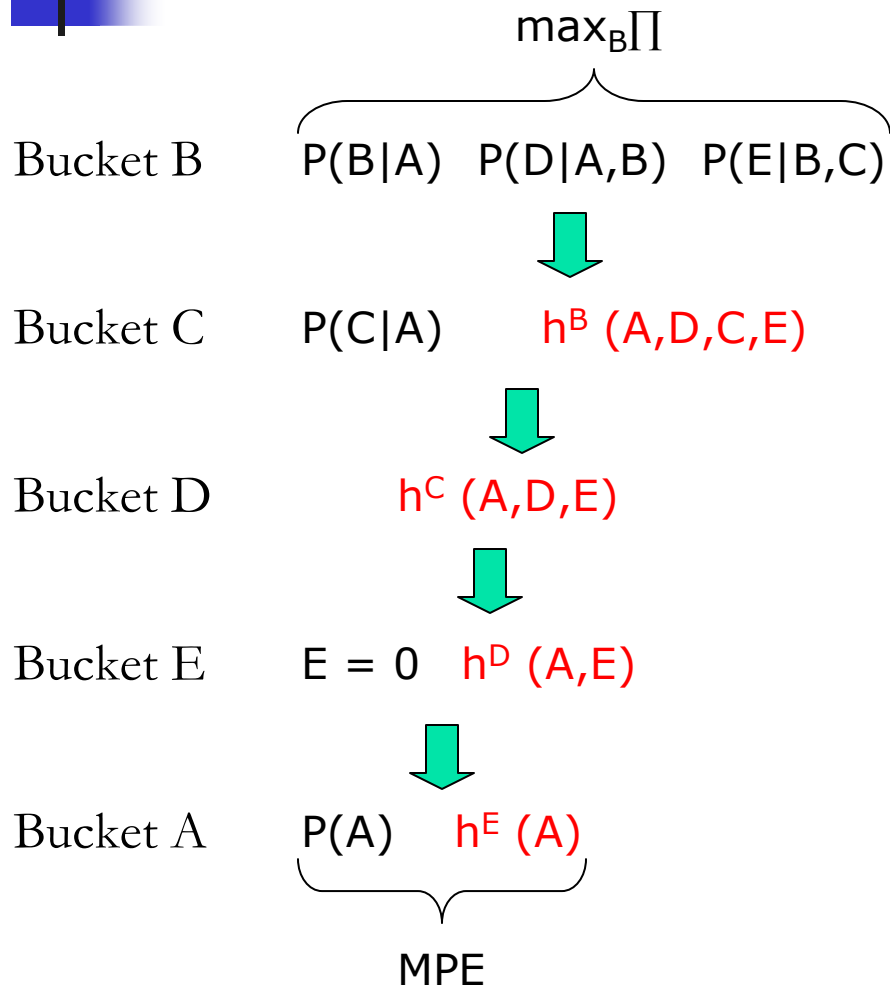 max_B∏
Bucket B P(B|A) P(D|A,B) P(E|B,C)
Bucket C P(C|A) h^B (A,D,C,E)
Bucket D h^C (A,D,E)
Bucket E E = 0 h^D (A,E)
Bucket A P(A) h^E (A)
MPE